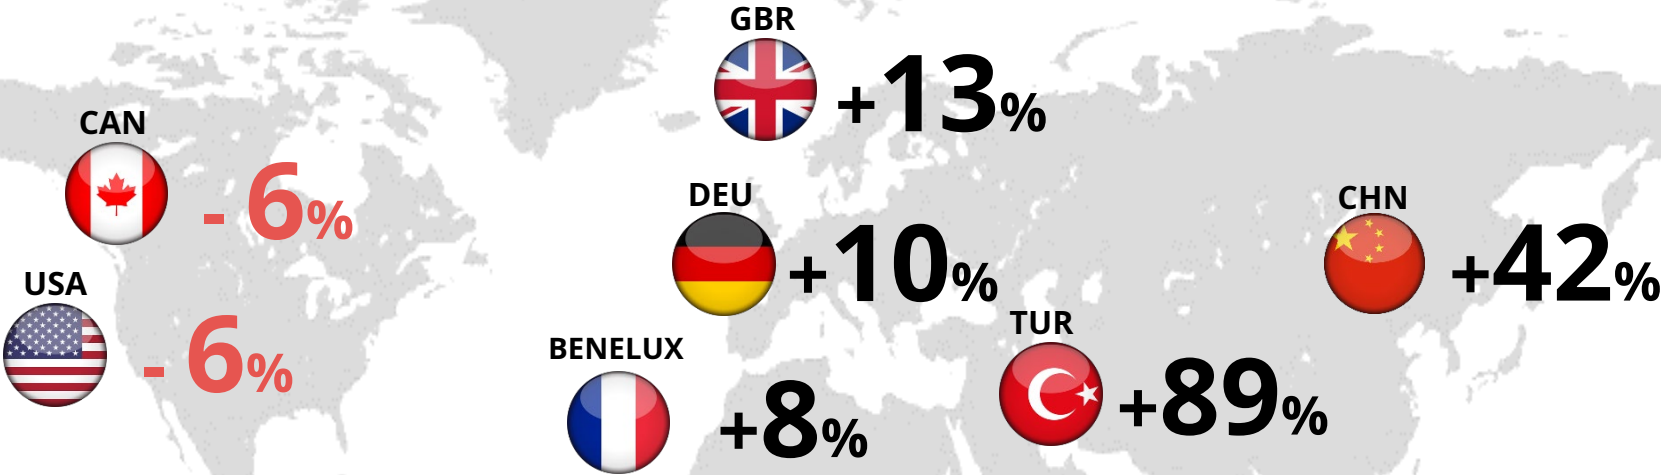 GBR
+13%
CAN
- 6%
DEU
+10%
CHN
+42%
USA
- 6%
TUR
+89%
BENELUX
+8%